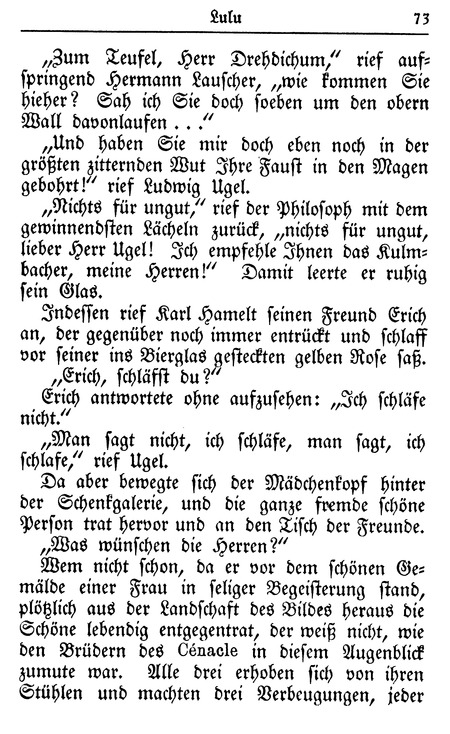 Lulu 73
„Zum Teufel, Herr Drehdichum,“ rief auf-
springend Hermann Lauscher, „wie kommen Sie
hieher? Sah ich Sie doch soeben um den obern
Wall davonlaufen . . .“
„Und haben Sie mir doch eben noch in der
größten zitternden Wut Ihre Faust in den Magen
gebohrt!“ rief Ludwig Ugel.
„Nichts für ungut,“ rief der Philosoph mit dem
gewinnendsten Lächeln zurück, „nichts für ungut,
lieber Herr Ugel! Ich empfehle Ihnen das Kulm-
bacher, meine Herren!“ Damit leerte er ruhig
sein Glas.
Indessen rief Karl Hamelt seinen Freund Erich
an, der gegenüber noch immer entrückt und schlaff
vor seiner ins Bierglas gesteckten gelben Rose saß.
„Erich, schläfst du?“
Erich antwortete ohne aufzusehen: „Ich schläfe
nicht.“
„Man sagt nicht, ich schläfe, man sagt, ich
schlafe,“ rief Ugel.
Da aber bewegte sich der Mädchenkopf hinter
der Schenkgalerie, und die ganze fremde schöne
Person trat hervor und an den Tisch der Freunde.
„Was wünschen die Herren?“
Wem nicht schon, da er vor dem schönen Ge-
mälde einer Frau in seliger Begeisterung stand,
plötzlich aus der Landschaft des Bildes heraus die
Schöne lebendig entgegentrat, der weiß nicht, wie
den Brüdern des Cénacle in diesem Augenblick
zumute war. Alle drei erhoben sich von ihren
Stühlen und machten drei Verbeugungen, jeder